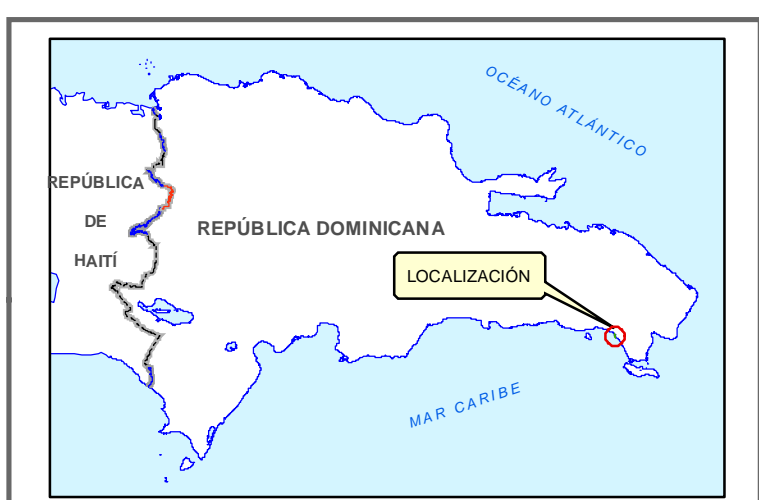 OCÉANO ATLÁNTICO
REPÚBLICA
DE
HAITÍ
REPÚBLICA DOMINICANA
LOCALIZACIÓN
MAR CARIBE